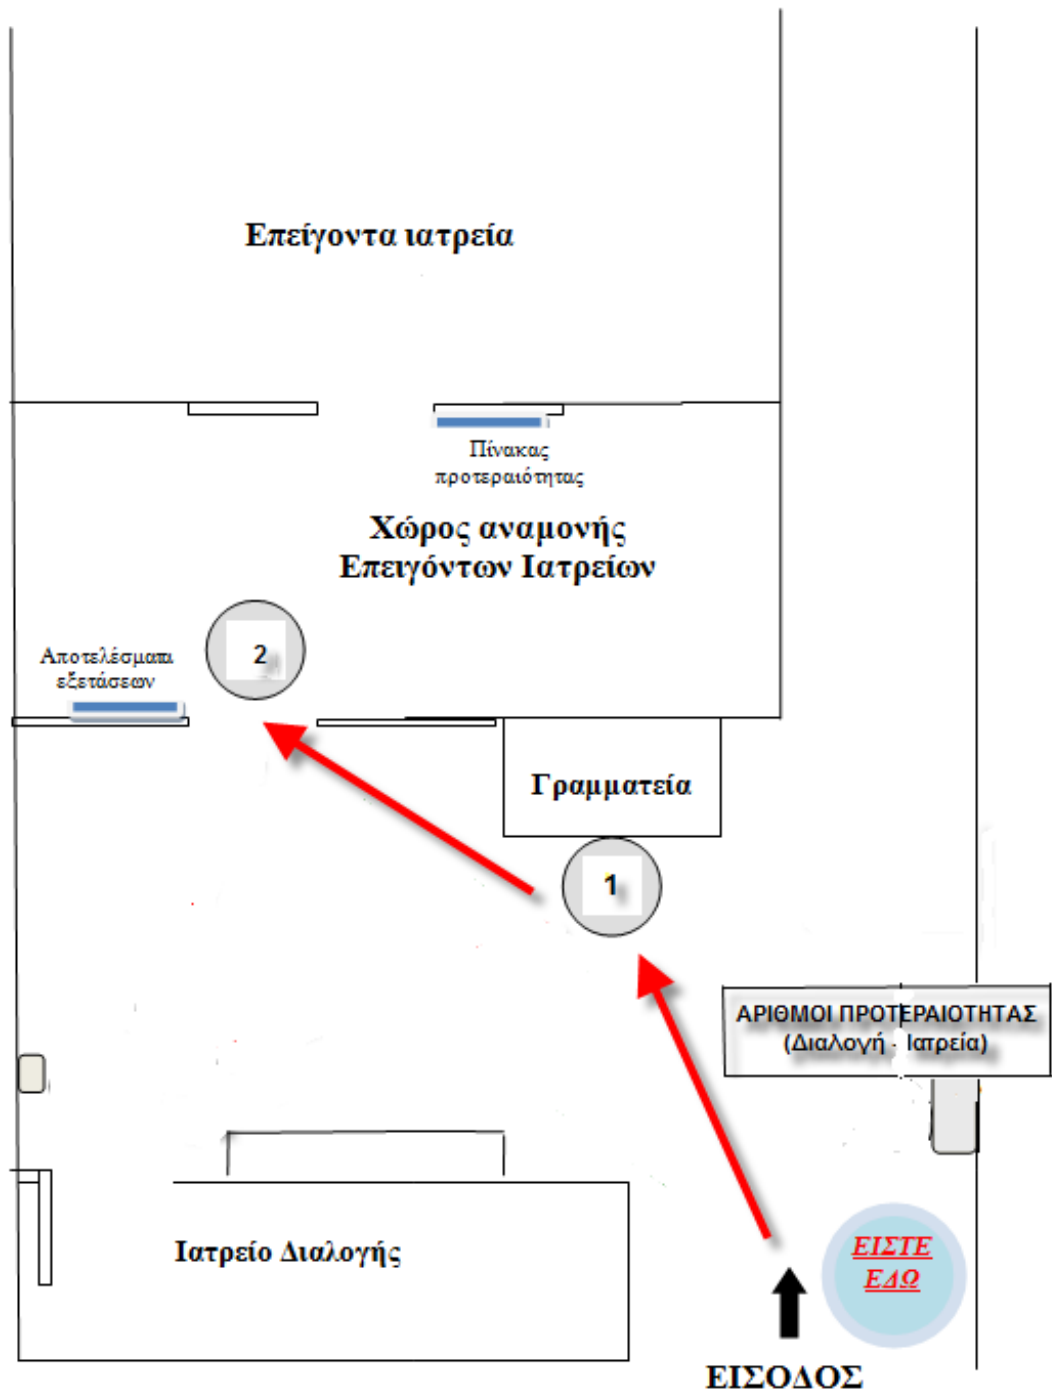 Επείγοντα ιατρεία
Πίνακας
προτεραιότητας
Χώρος αναμονής
Επειγόντων Ιατρείων
2
Αποτελέσματα
εξετάσεων
Γραμματεία
1
ΑΡΙΘΜΟΙ ΠΡΟΤΕΡΑΙΟΤΗΤΑΣ
(Διαλογή - Ιατρεία)
Ιατρείο Διαλογής
ΕΙΣΤΕ
ΕΔΩ
ΕΙΣΟΔΟΣ